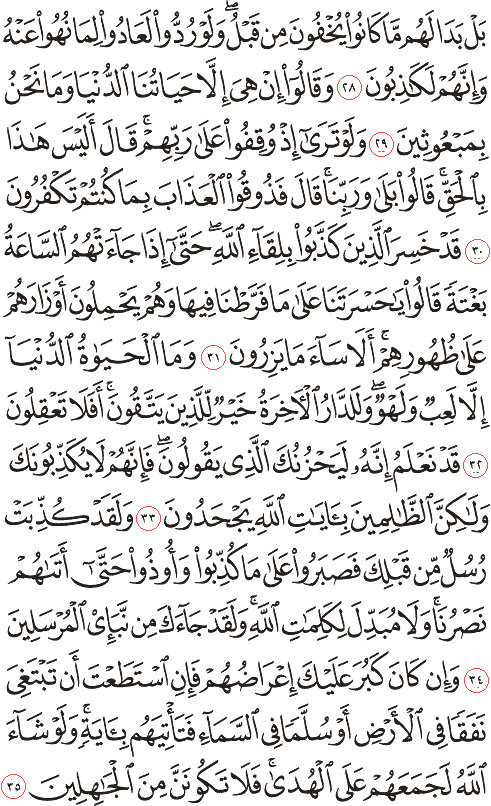 بَلْ بَدَا لَهُم مَّا كَانُوا۟ يُخْفُونَ مِن قَبْلُ ۖ وَلَوْ رُدُّوا۟ لَعَادُوا۟ لِمَا نُهُوا۟ عَنْهُ
وَإِنَّهُمْ لَكَـٰذِبُونَ ٢٨ وَقَالُوٓا۟ إِنْ هِىَ إِلَّا حَيَاتُنَا ٱلدُّنْيَا وَمَا نَحْنُ
بِمَبْعُوثِينَ ٢٩ وَلَوْ تَرَىٰٓ إِذْ وُقِفُوا۟ عَلَىٰ رَبِّهِمْ ۚ قَالَ أَلَيْسَ هَـٰذَا
بِٱلْحَقِّ ۚ قَالُوا۟ بَلَىٰ وَرَبِّنَا ۚ قَالَ فَذُوقُوا۟ ٱلْعَذَابَ بِمَا كُنتُمْ تَكْفُرُونَ
٣٠ قَدْ خَسِرَ ٱلَّذِينَ كَذَّبُوا۟ بِلِقَآءِ ٱللَّهِ ۖ حَتَّىٰٓ إِذَا جَآءَتْهُمُ ٱلسَّاعَةُ
بَغْتَةً قَالُوا۟ يَـٰحَسْرَتَنَا عَلَىٰ مَا فَرَّطْنَا فِيهَا وَهُمْ يَحْمِلُونَ أَوْزَارَهُمْ
عَلَىٰ ظُهُورِهِمْ ۚ أَلَا سَآءَ مَا يَزِرُونَ ٣١ وَمَا ٱلْحَيَوٰةُ ٱلدُّنْيَآ
إِلَّا لَعِبٌ وَلَهْوٌ ۖ وَلَلدَّارُ ٱلْـَٔاخِرَةُ خَيْرٌ لِّلَّذِينَ يَتَّقُونَ ۗ أَفَلَا تَعْقِلُونَ
٣٢ قَدْ نَعْلَمُ إِنَّهُۥ لَيَحْزُنُكَ ٱلَّذِى يَقُولُونَ ۖ فَإِنَّهُمْ لَا يُكَذِّبُونَكَ
وَلَـٰكِنَّ ٱلظَّـٰلِمِينَ بِـَٔايَـٰتِ ٱللَّهِ يَجْحَدُونَ ٣٣ وَلَقَدْ كُذِّبَتْ
رُسُلٌ مِّن قَبْلِكَ فَصَبَرُوا۟ عَلَىٰ مَا كُذِّبُوا۟ وَأُوذُوا۟ حَتَّىٰٓ أَتَىٰهُمْ
نَصْرُنَا ۚ وَلَا مُبَدِّلَ لِكَلِمَـٰتِ ٱللَّهِ ۚ وَلَقَدْ جَآءَكَ مِن نَّبَإِى۟ ٱلْمُرْسَلِينَ
٣٤ وَإِن كَانَ كَبُرَ عَلَيْكَ إِعْرَاضُهُمْ فَإِنِ ٱسْتَطَعْتَ أَن تَبْتَغِىَ
نَفَقًا فِى ٱلْأَرْضِ أَوْ سُلَّمًا فِى ٱلسَّمَآءِ فَتَأْتِيَهُم بِـَٔايَةٍ ۚ وَلَوْ شَآءَ
ٱللَّهُ لَجَمَعَهُمْ عَلَى ٱلْهُدَىٰ ۚ فَلَا تَكُونَنَّ مِنَ ٱلْجَـٰهِلِينَ ٣٥